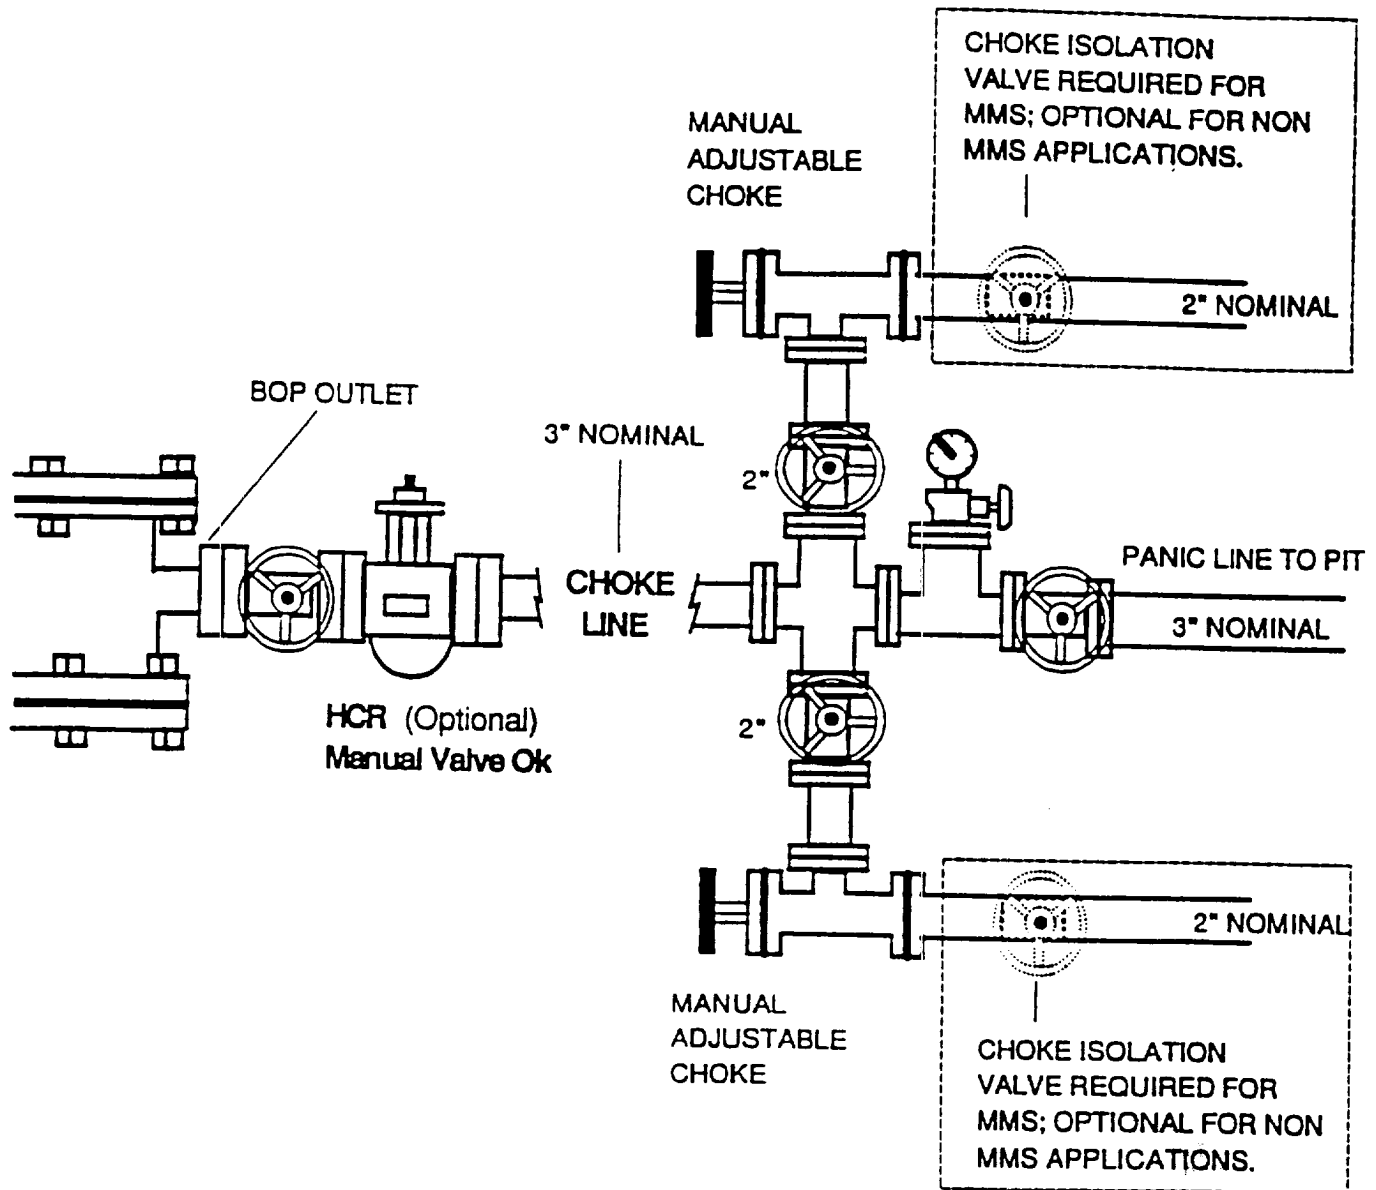 CHOKE ISOLATION
VALVE REQUIRED FOR
MMS; OPTIONAL FOR NON
MMS APPLICATIONS.
MANUAL
ADJUSTABLE
CHOKE
2" NOMINAL
BOP OUTLET
3" NOMINAL
2"
PANIC LINE TO PIT
CHOKE
LINE
3" NOMINAL
HCR (Optional)
Manual Valve Ok
2"
2" NOMINAL
MANUAL
ADJUSTABLE
CHOKE
CHOKE ISOLATION
VALVE REQUIRED FOR
MMS; OPTIONAL FOR NON
MMS APPLICATIONS.